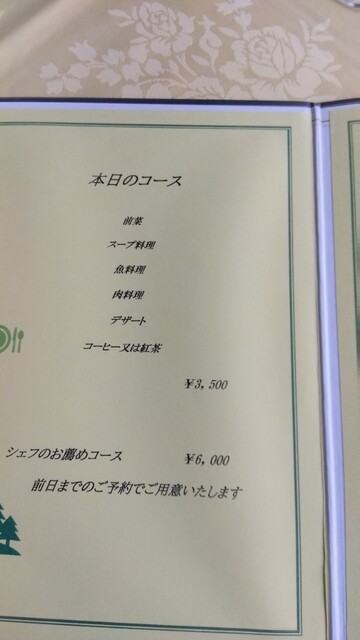 本日のコース
前菜
スープ料理
魚料理
肉料理
デザート
コーヒー又は紅茶
￥3,500
シェフのお薦めコース ￥6,000
前日までのご予約でご用意いたします